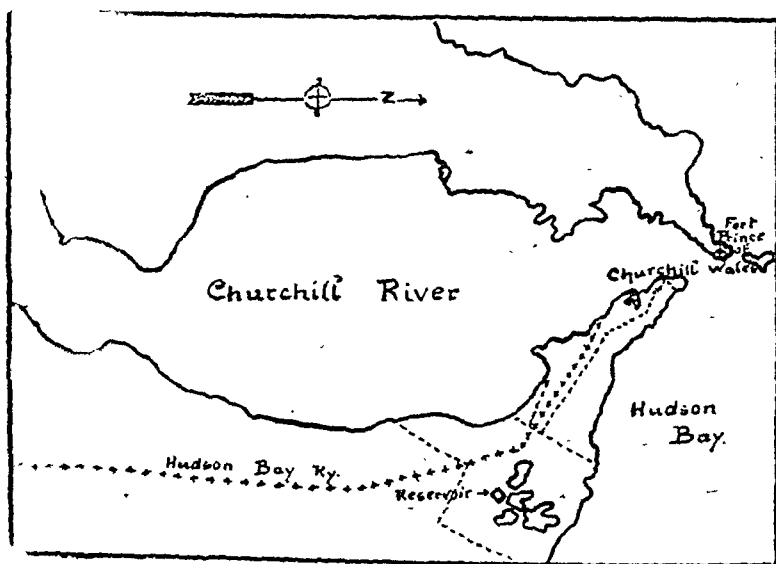 N
Fort
Prince
of
Wales
Churchill
Churchill River
Hudson
Bay.
Hudson Bay Ry.
Reservoir